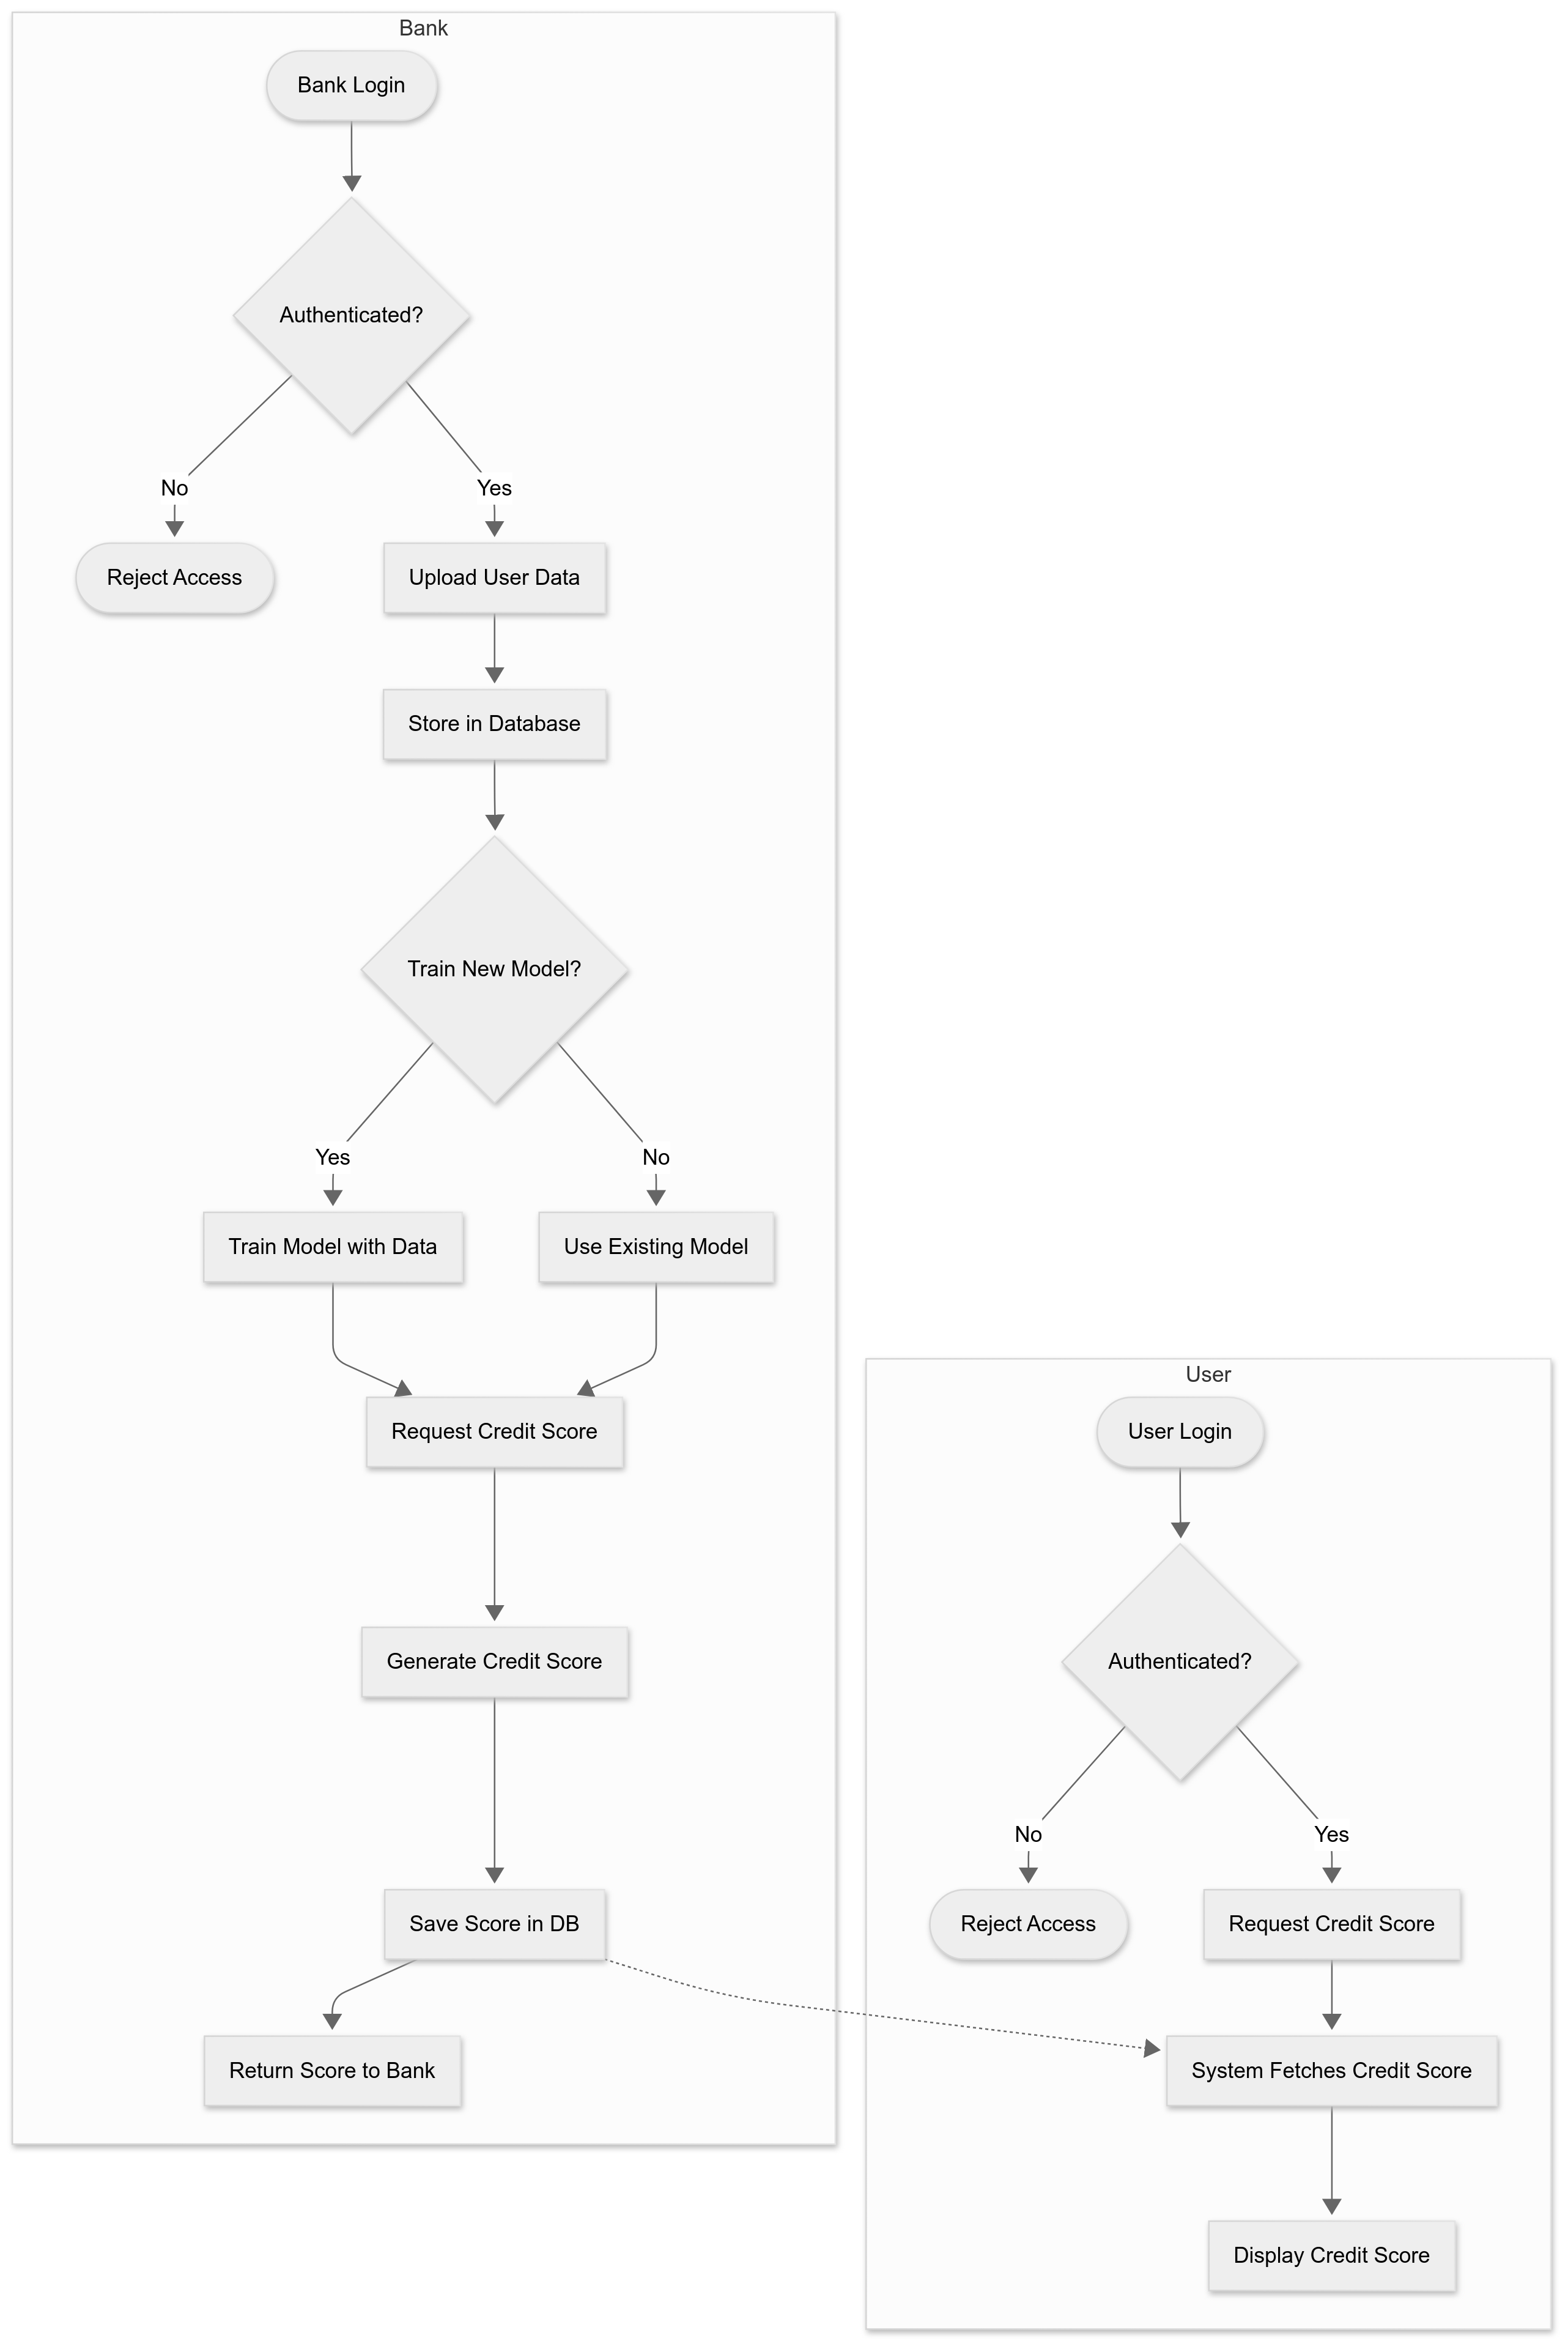 Bank
Bank Login
Authenticated?
No
Yes
Reject Access
Upload User Data
Store in Database
Train New Model?
Yes
No
Train Model with Data
Use Existing Model
Request Credit Score
Generate Credit Score
Save Score in DB
Return Score to Bank
User
User Login
Authenticated?
No
Yes
Reject Access
Request Credit Score
System Fetches Credit Score
Display Credit Score